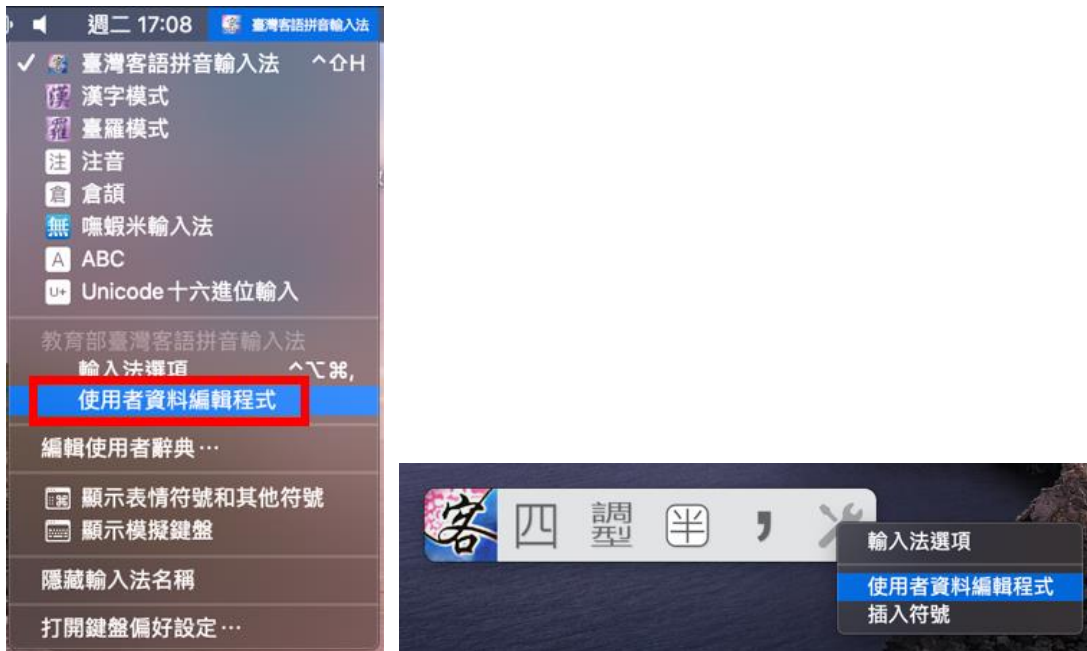 週二 17:08 臺灣客語拼音輸入法
✓ 臺灣客語拼音輸入法 ^⇧H
漢 漢字模式
羅 臺羅模式
注 注音
倉 倉頡
無 嘸蝦米輸入法
A ABC
U+ Unicode 十六進位輸入
教育部臺灣客語拼音輸入法
輸入法選項 ^⌥⌘,
使用者資料編輯程式
編輯使用者辭典…
顯示表情符號和其他符號
顯示模擬鍵盤
隱藏輸入法名稱
打開鍵盤偏好設定…
客 四 調型 半 ,
輸入法選項
使用者資料編輯程式
插入符號